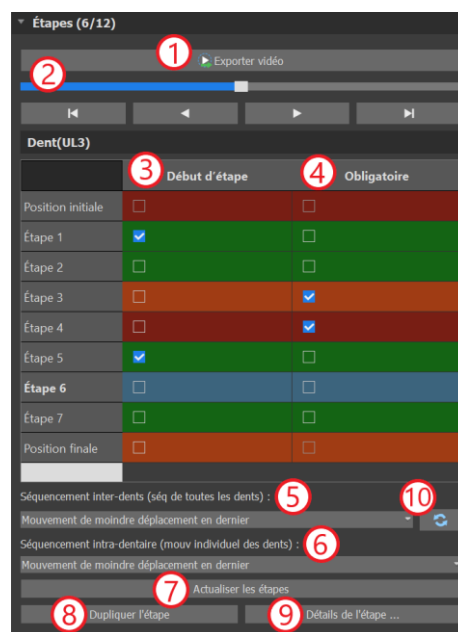 Étapes (6/12)
1
Exporter vidéo
2
Dent(UL3)
3 Début d'étape 4 Obligatoire
Position initiale
Étape 1
Étape 2
Étape 3
Étape 4
Étape 5
Étape 6
Étape 7
Position finale
Séquencement inter-dents (séq de toutes les dents) : 5 10
Mouvement de moindre déplacement en dernier
Séquencement intra-dentaire (mouv individuel des dents) : 6
Mouvement de moindre déplacement en dernier
7 Actualiser les étapes
8 Dupliquer l'étape 9 Détails de l'étape ...